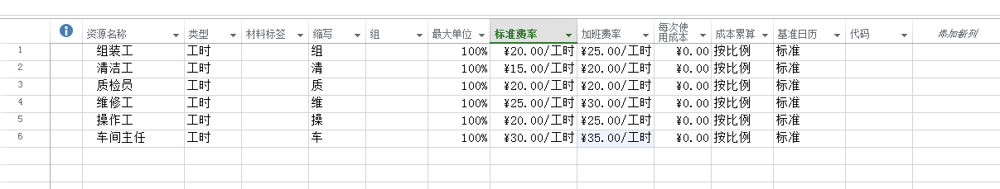 资源名称 类型 材料标签 缩写 组 最大单位 标准费率 加班费率 每次使用成本 成本累算 基准日历 代码 添加新列
1 组装工 工时 组 100% ¥20.00/工时 ¥25.00/工时 ¥0.00 按比例 标准
2 清洁工 工时 清 100% ¥15.00/工时 ¥20.00/工时 ¥0.00 按比例 标准
3 质检员 工时 质 100% ¥20.00/工时 ¥20.00/工时 ¥0.00 按比例 标准
4 维修工 工时 维 100% ¥25.00/工时 ¥30.00/工时 ¥0.00 按比例 标准
5 操作工 工时 操 100% ¥20.00/工时 ¥25.00/工时 ¥0.00 按比例 标准
6 车间主任 工时 车 100% ¥30.00/工时 ¥35.00/工时 ¥0.00 按比例 标准